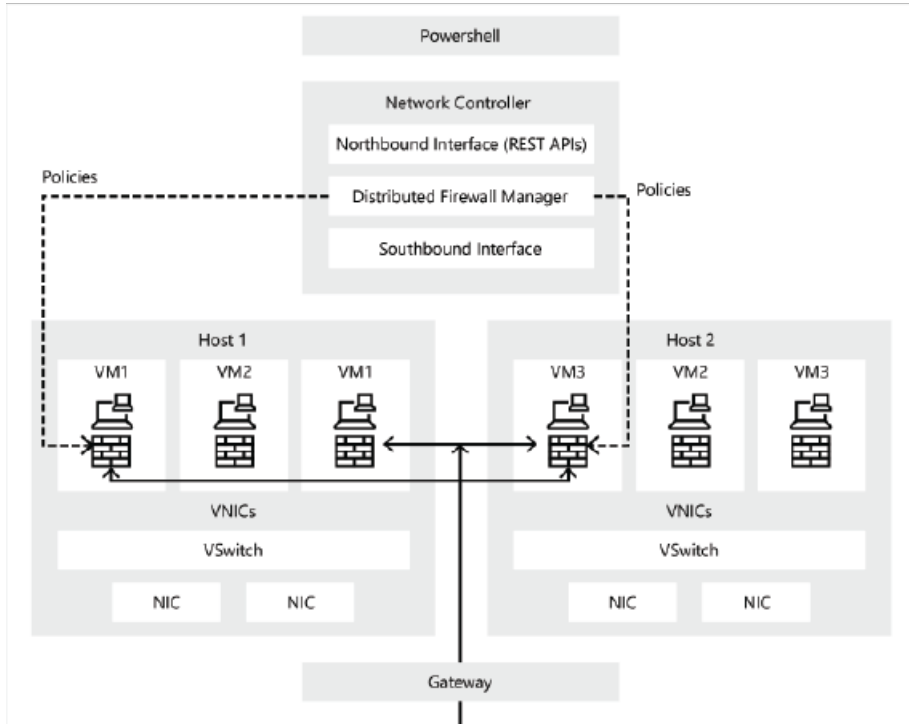 Powershell
Network Controller
Northbound Interface (REST APIs)
Policies
Distributed Firewall Manager
Policies
Southbound Interface
Host 1
VM1
VM2
VM1
VNICs
VSwitch
NIC
NIC
Host 2
VM3
VM2
VM3
VNICs
VSwitch
NIC
NIC
Gateway